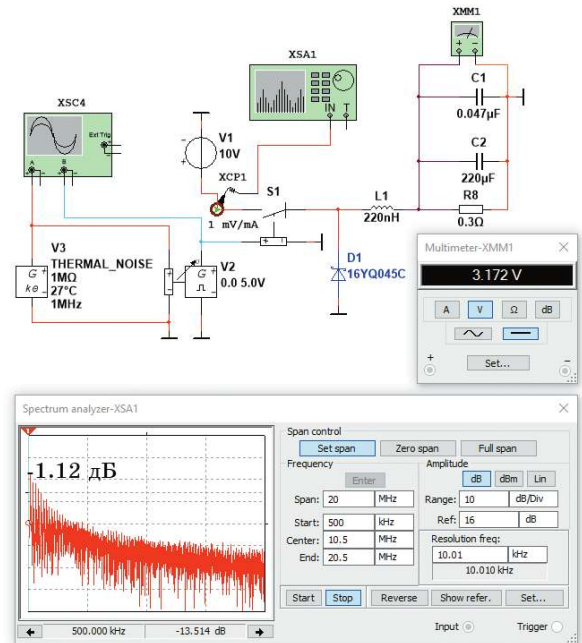 XMM1
+ −
XSC4
XSA1
IN T
Ext Trig
A B
V1
10V
XCP1
S1
1 mV/mA
C1
0.047µF
C2
220µF
L1
220nH
R8
0.3Ω
V3
THERMAL_NOISE
1MΩ
27°C
1MHz
G
kθ
V2
0.0 5.0V
G
D1
16YQ045C
Multimeter-XMM1
3.172 V
A V Ω dB
+ −
Set...
Spectrum analyzer-XSA1
-1.12 дБ
500.000 kHz -13.514 dB
Span control
Set span Zero span Full span
Frequency
Enter
Span: 20 MHz
Start: 500 kHz
Center: 10.5 MHz
End: 20.5 MHz
Amplitude
dB dBm Lin
Range: 10 dB/Div
Ref: 16 dB
Resolution freq:
10.01 kHz
10.010 kHz
Start Stop Reverse Show refer. Set...
Input Trigger